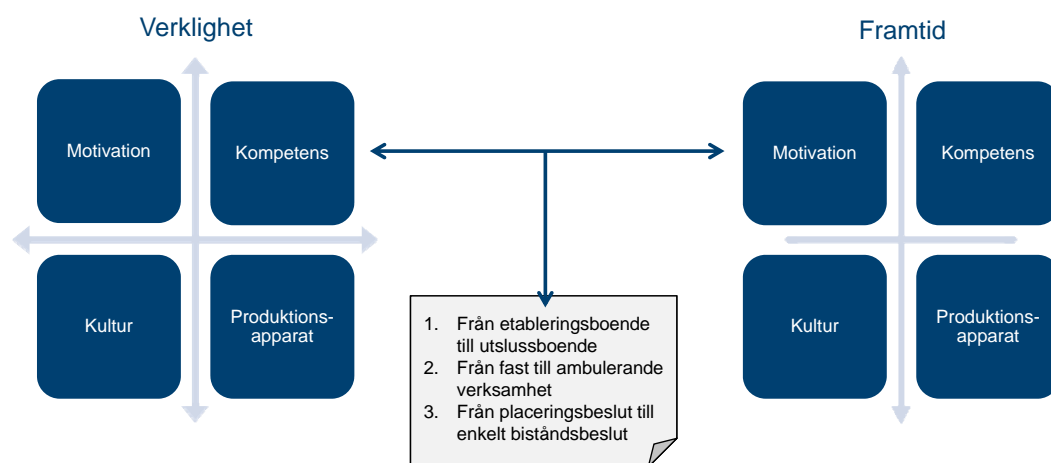 Verklighet
Framtid
Motivation
Kompetens
Kultur
Produktions-
apparat
1. Från etableringsboende
till utslussboende
2. Från fast till ambulerande
verksamhet
3. Från placeringsbeslut till
enkelt biståndsbeslut
Motivation
Kompetens
Kultur
Produktions-
apparat